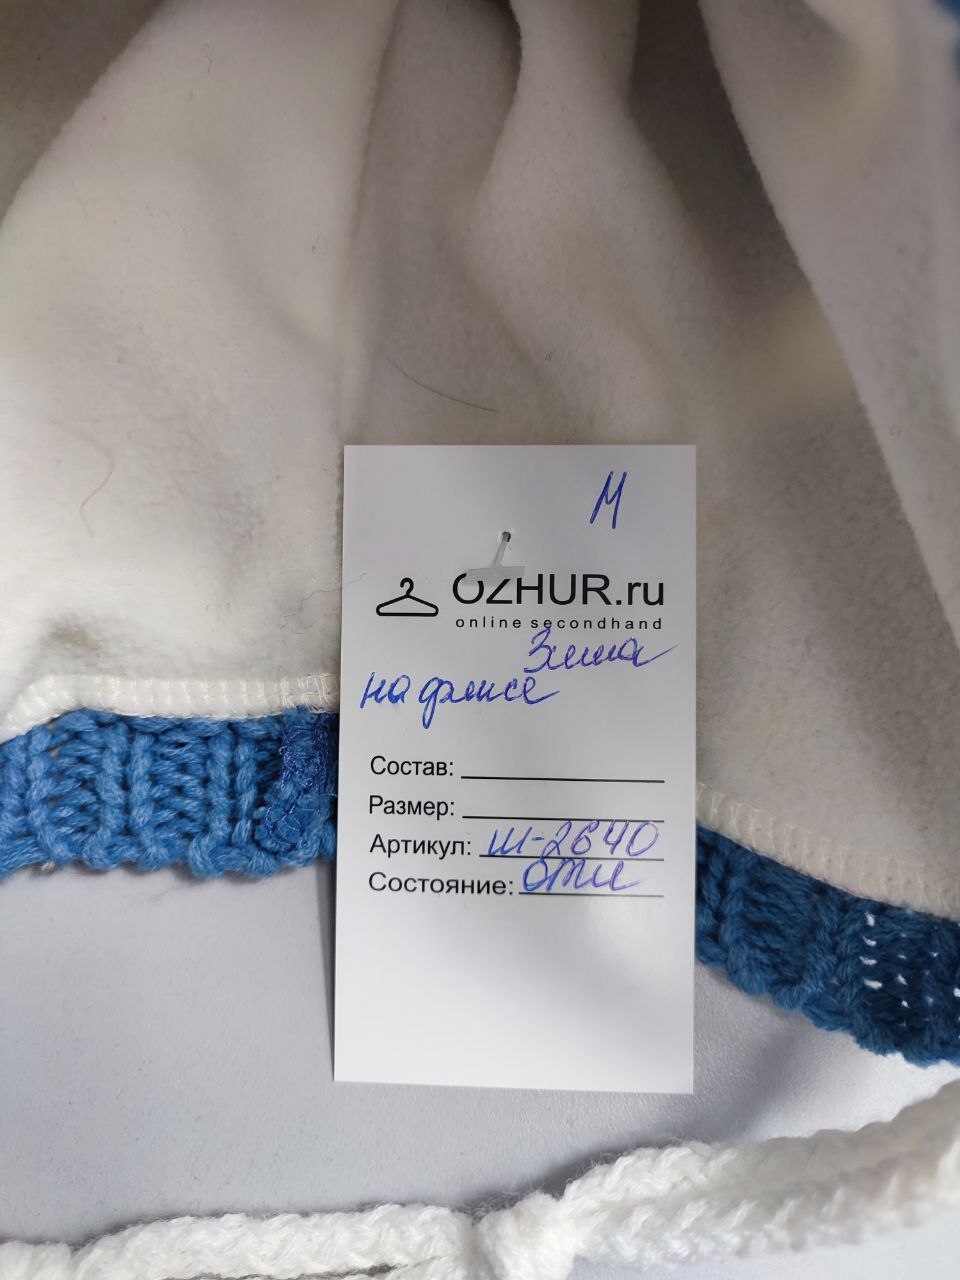 М
OZHUR.ru
online secondhand
Зима
на флисе
Состав:
Размер:
Артикул: Ш-2640
Состояние: отл